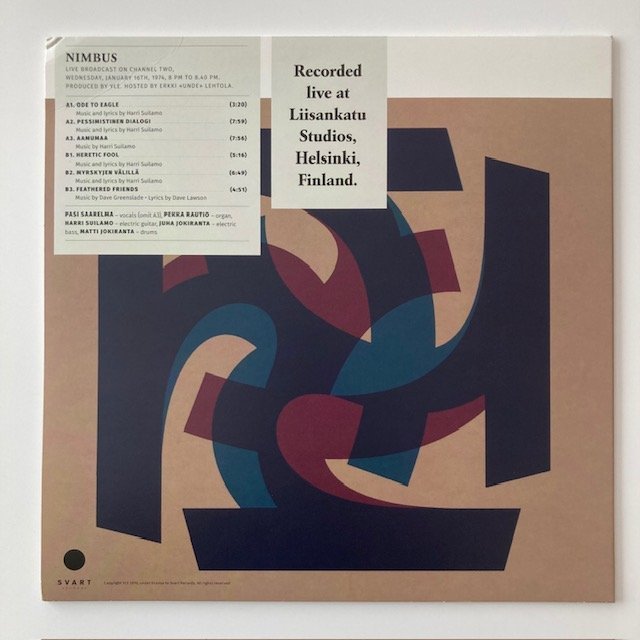 NIMBUS
LIVE BROADCAST ON CHANNEL TWO,
WEDNESDAY, JANUARY 16TH, 1974, 8 PM TO 8.40 PM.
PRODUCED BY YLE. HOSTED BY ERKKI «UNDE» LEHTOLA.
A1. ODE TO EAGLE (3:20)
Music and lyrics by Harri Suilamo
A2. PESSIMISTINEN DIALOGI (7:59)
Music and lyrics by Harri Suilamo
A3. AAMUMAA (7:56)
Music by Harri Suilamo
B1. HERETIC FOOL (5:16)
Music and lyrics by Harri Suilamo
B2. MYRSKYJEN VÄLILLÄ (6:49)
Music and lyrics by Harri Suilamo
B3. FEATHERED FRIENDS (4:51)
Music by Dave Greenslade • Lyrics by Dave Lawson
PASI SAARELMA – vocals (omit A3), PEKKA RAUTIO – organ,
HARRI SUILAMO – electric guitar, JUHA JOKIRANTA – electric
bass, MATTI JOKIRANTA – drums
Recorded
live at
Liisankatu
Studios,
Helsinki,
Finland.
SVART